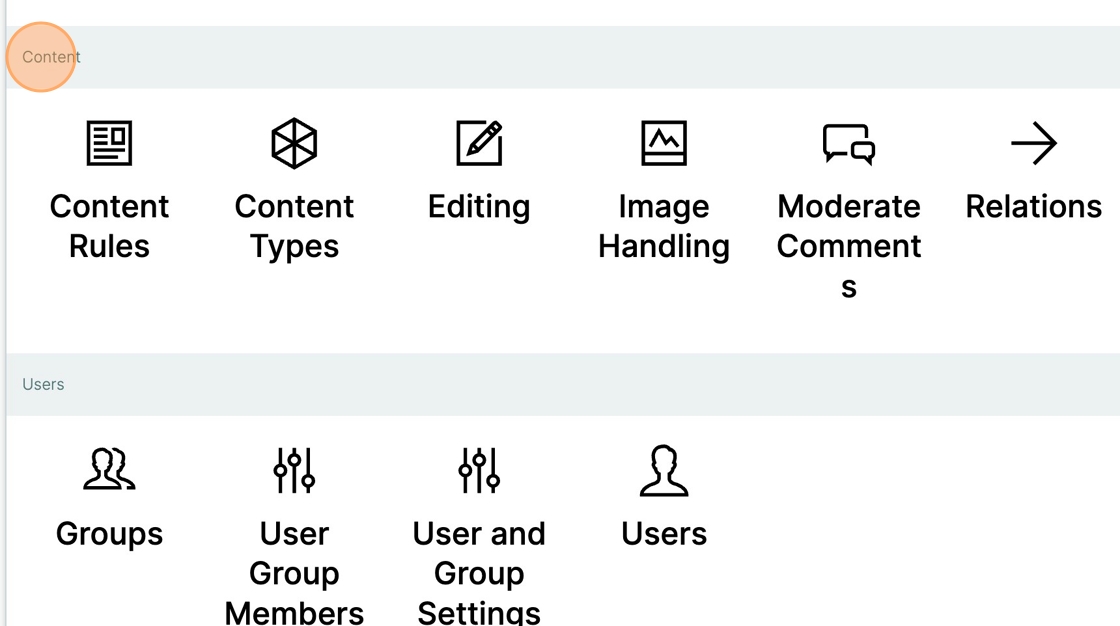 Content
Content
Rules
Content
Types
Editing
Image
Handling
Moderate
Comment
s
Relations
Users
Groups
User
Group
Members
User and
Group
Settings
Users